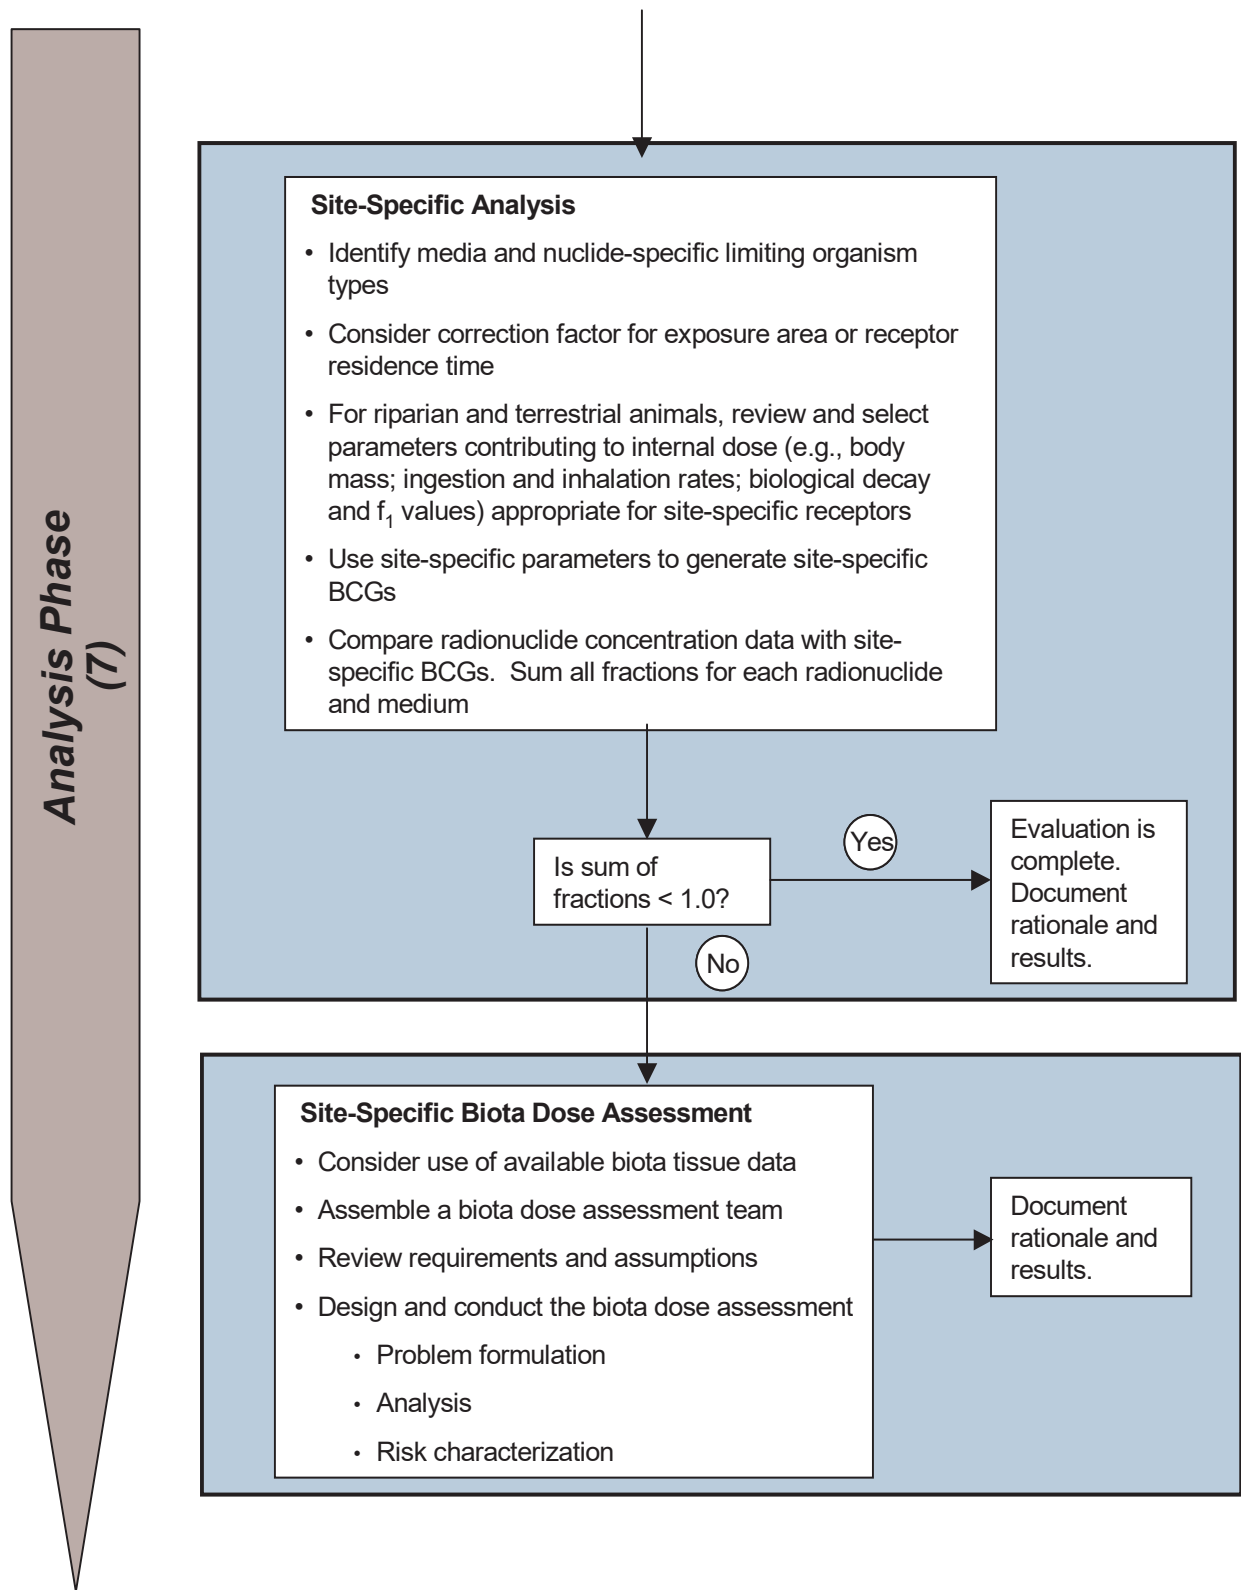 Analysis Phase
(7)
Site-Specific Analysis
• Identify media and nuclide-specific limiting organism
types
• Consider correction factor for exposure area or receptor
residence time
• For riparian and terrestrial animals, review and select
parameters contributing to internal dose (e.g., body
mass; ingestion and inhalation rates; biological decay
and f₁ values) appropriate for site-specific receptors
• Use site-specific parameters to generate site-specific
BCGs
• Compare radionuclide concentration data with site-
specific BCGs. Sum all fractions for each radionuclide
and medium
Is sum of
fractions < 1.0?
Yes
Evaluation is
complete.
Document
rationale and
results.
No
Site-Specific Biota Dose Assessment
• Consider use of available biota tissue data
• Assemble a biota dose assessment team
• Review requirements and assumptions
• Design and conduct the biota dose assessment
• Problem formulation
• Analysis
• Risk characterization
Document
rationale and
results.